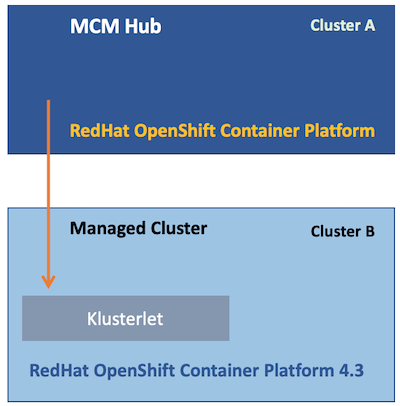 MCM Hub
Cluster A
RedHat OpenShift Container Platform
Managed Cluster
Cluster B
Klusterlet
RedHat OpenShift Container Platform 4.3